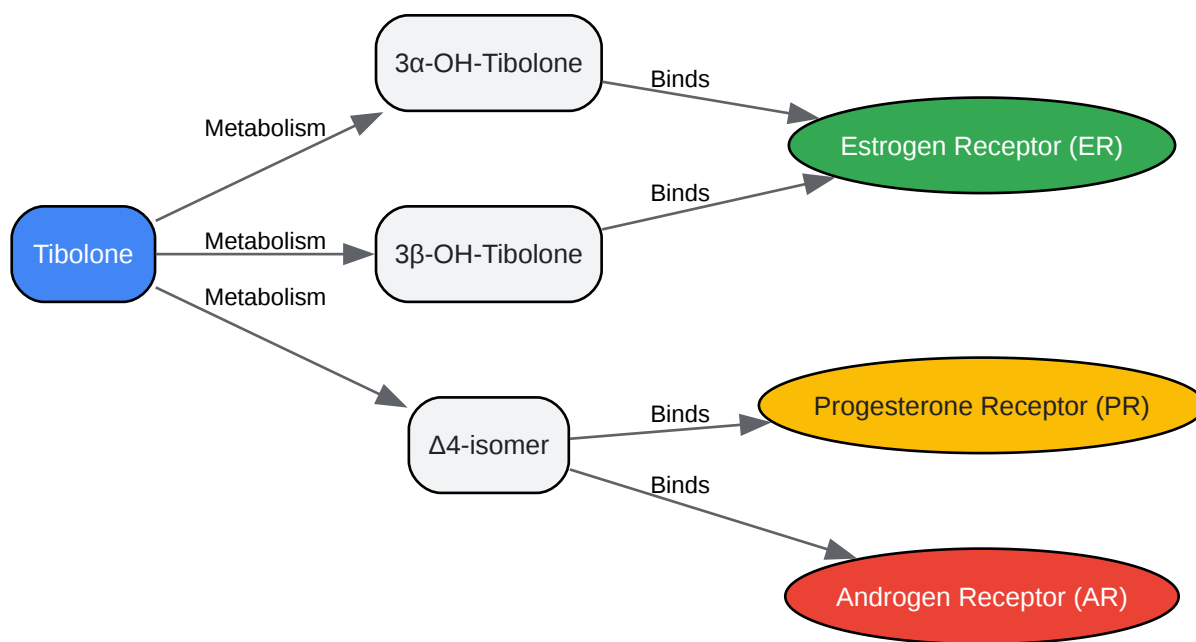 3α-OH-Tibolone
Binds
Metabolism
Estrogen Receptor (ER)
Binds
Tibolone
Metabolism
3β-OH-Tibolone
Metabolism
Progesterone Receptor (PR)
Binds
Δ4-isomer
Binds
Androgen Receptor (AR)